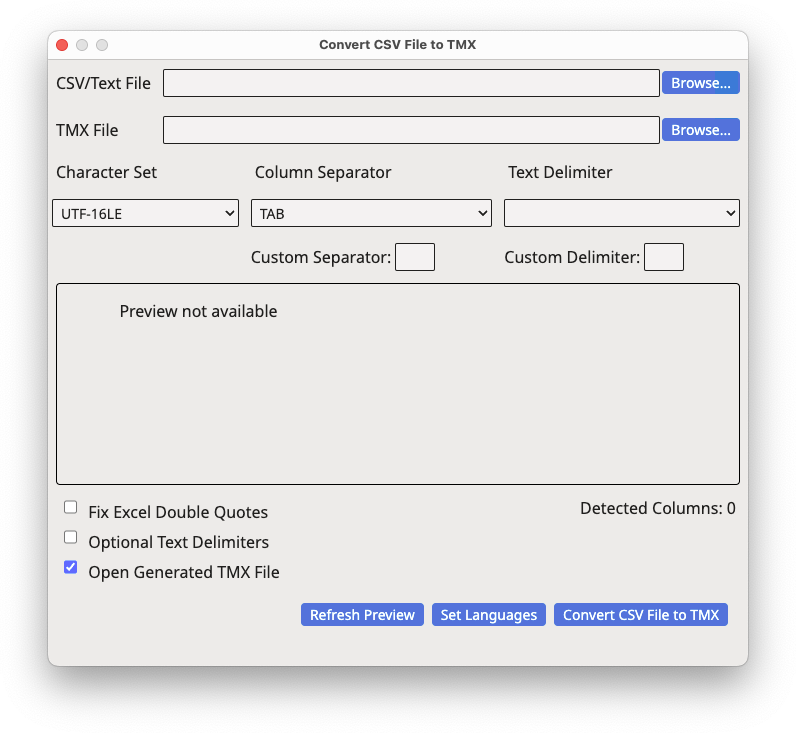 Convert CSV File to TMX
CSV/Text File Browse...
TMX File Browse...
Character Set Column Separator Text Delimiter
UTF-16LE TAB
Custom Separator: Custom Delimiter:
Preview not available
Fix Excel Double Quotes Detected Columns: 0
Optional Text Delimiters
Open Generated TMX File
Refresh Preview Set Languages Convert CSV File to TMX